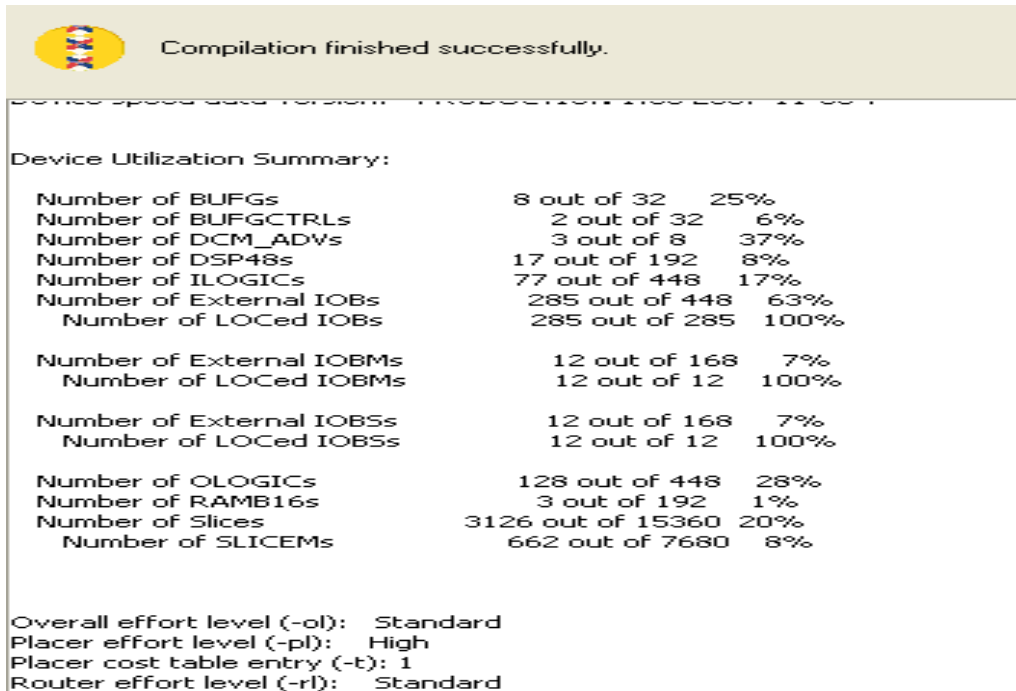 Compilation finished successfully.
Device Utilization Summary:
Number of BUFGs 8 out of 32 25%
Number of BUFGCTRLs 2 out of 32 6%
Number of DCM_ADVs 3 out of 8 37%
Number of DSP48s 17 out of 192 8%
Number of ILOGICs 77 out of 448 17%
Number of External IOBs 285 out of 448 63%
Number of LOCed IOBs 285 out of 285 100%
Number of External IOBMs 12 out of 168 7%
Number of LOCed IOBMs 12 out of 12 100%
Number of External IOBSs 12 out of 168 7%
Number of LOCed IOBSs 12 out of 12 100%
Number of OLOGICs 128 out of 448 28%
Number of RAMB16s 3 out of 192 1%
Number of Slices 3126 out of 15360 20%
Number of SLICEMs 662 out of 7680 8%
Overall effort level (-ol): Standard
Placer effort level (-pl): High
Placer cost table entry (-t): 1
Router effort level (-rl): Standard